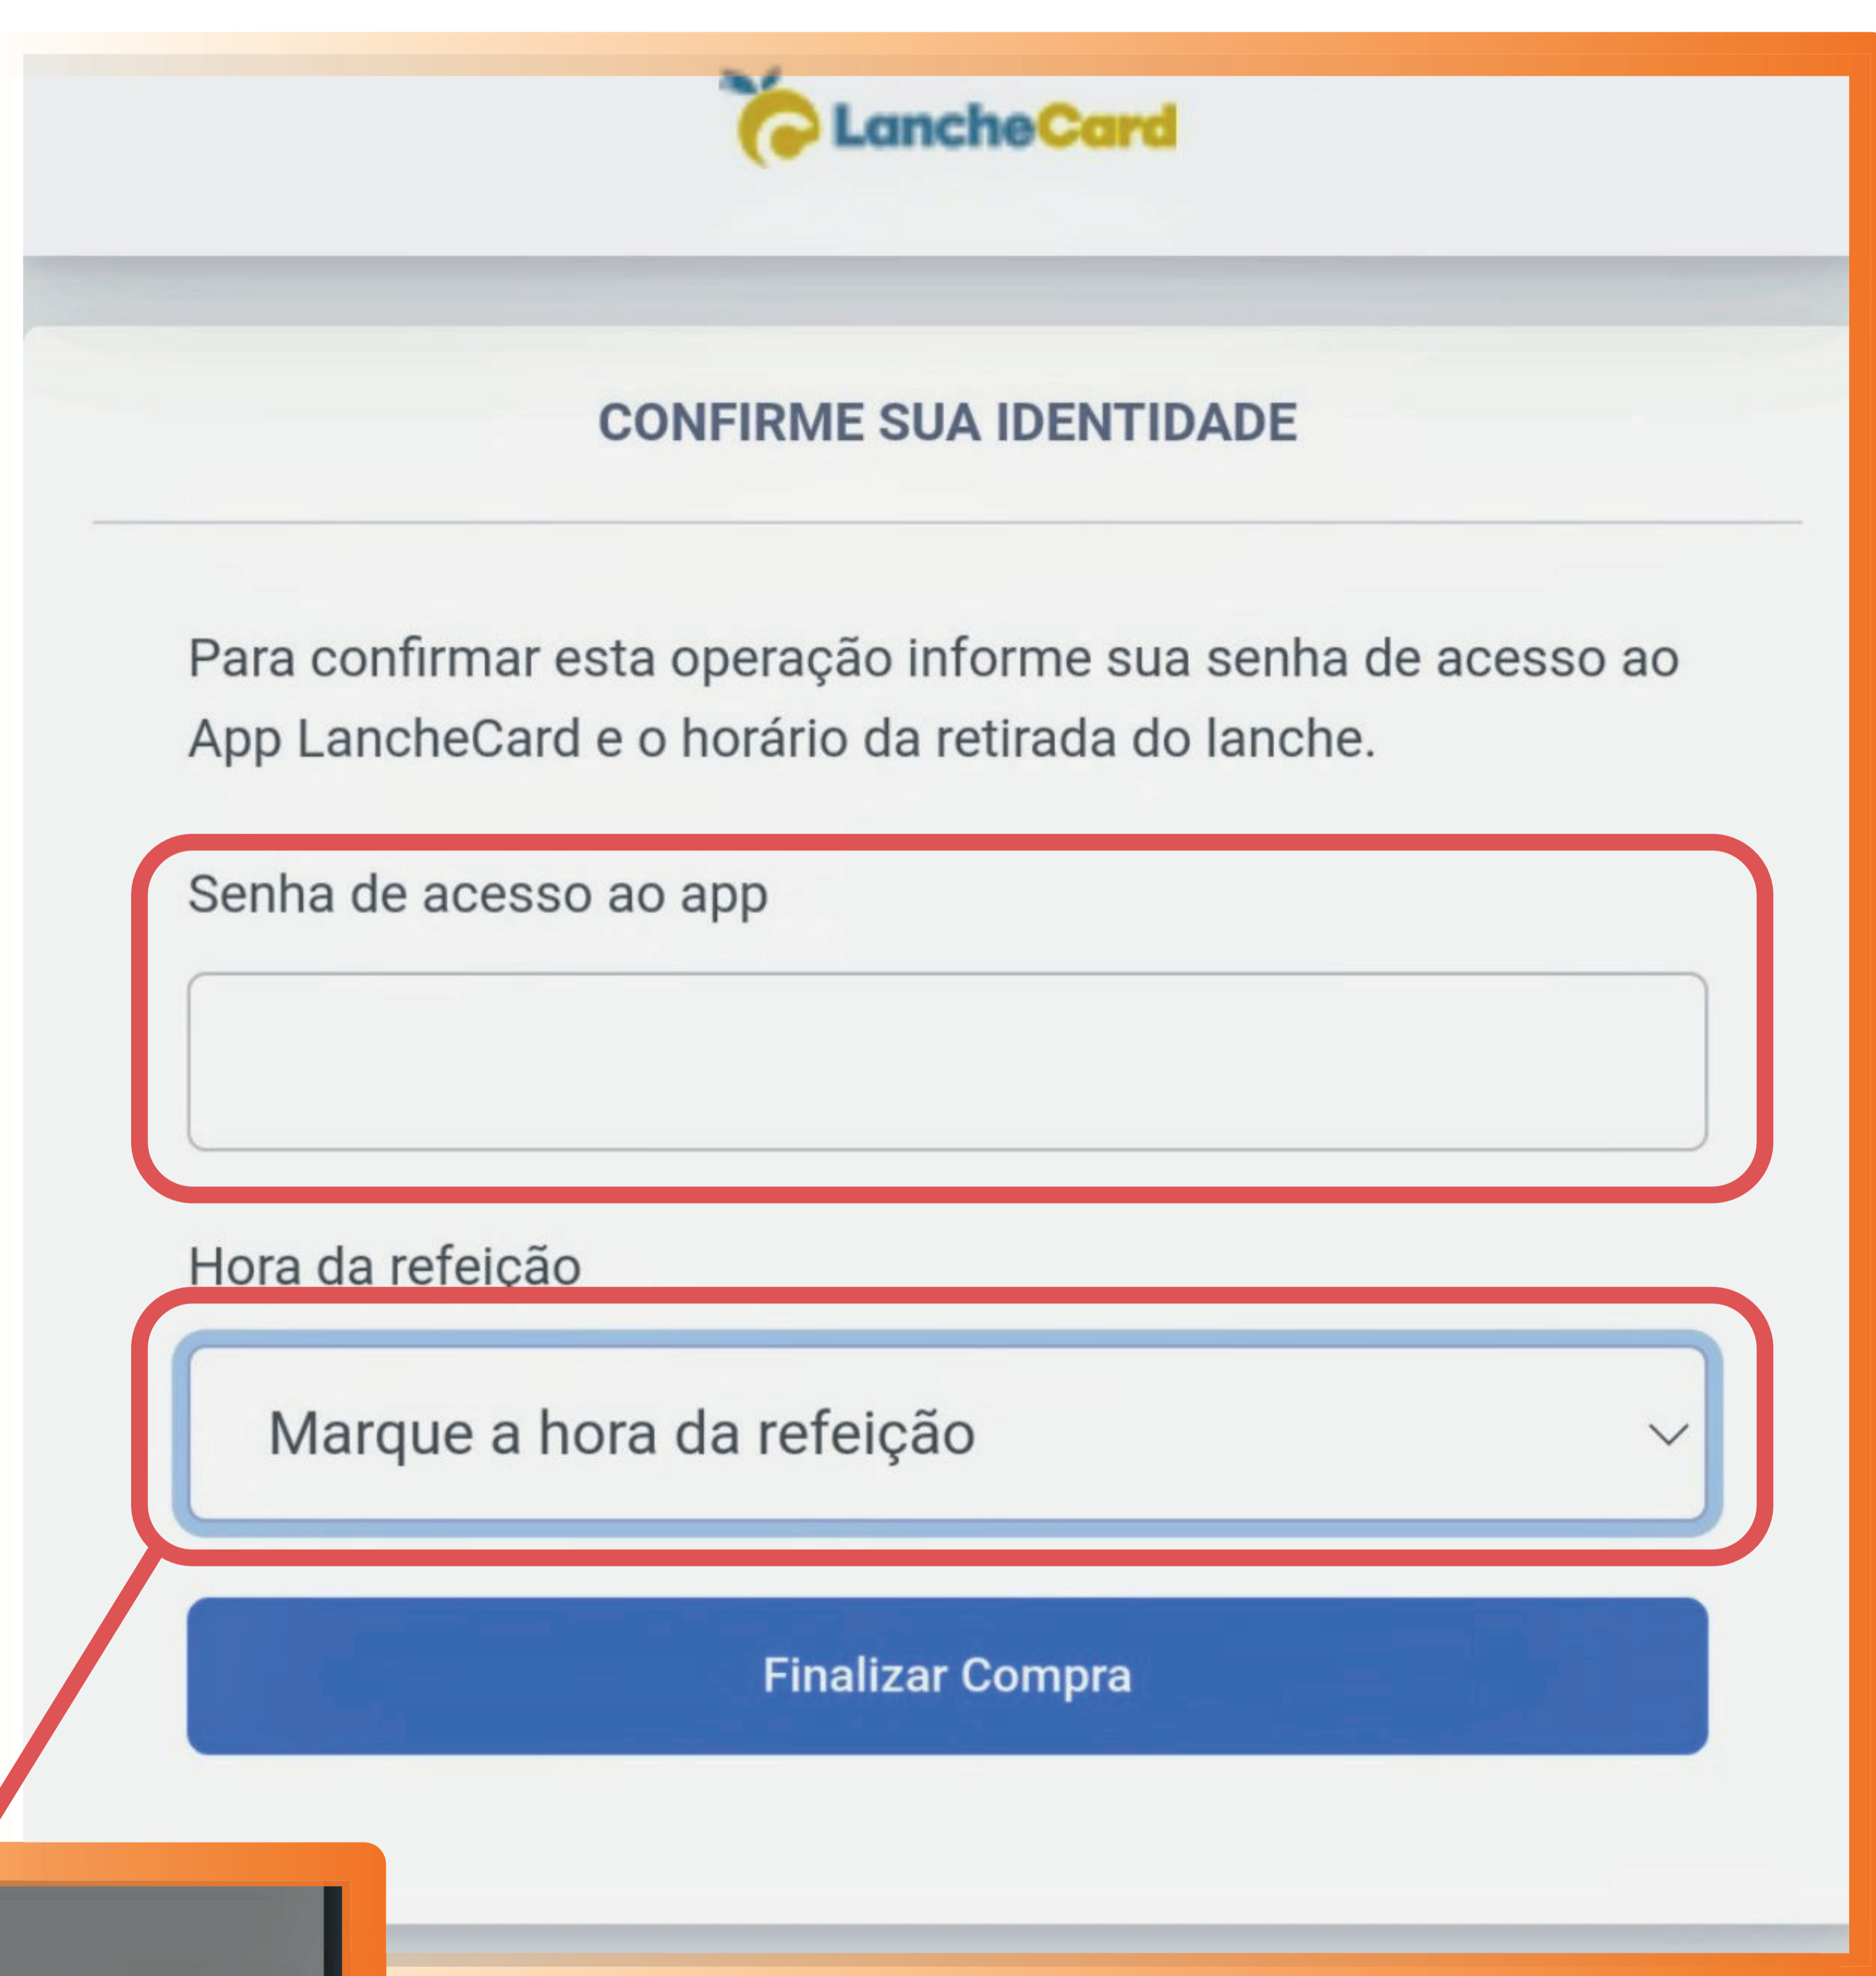 LancheCard
CONFIRME SUA IDENTIDADE
Para confirmar esta operação informe sua senha de acesso ao
App LancheCard e o horário da retirada do lanche.
Senha de acesso ao app
Hora da refeição
Marque a hora da refeição
Finalizar Compra